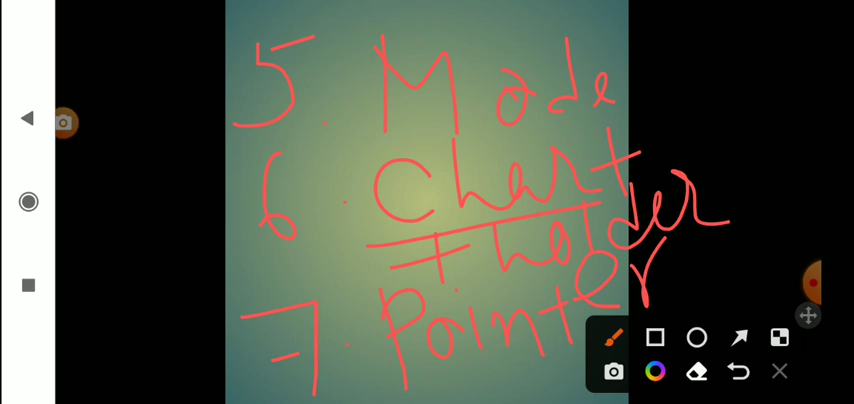 5. Mode
6. Chart
+ holder
7. Pointer